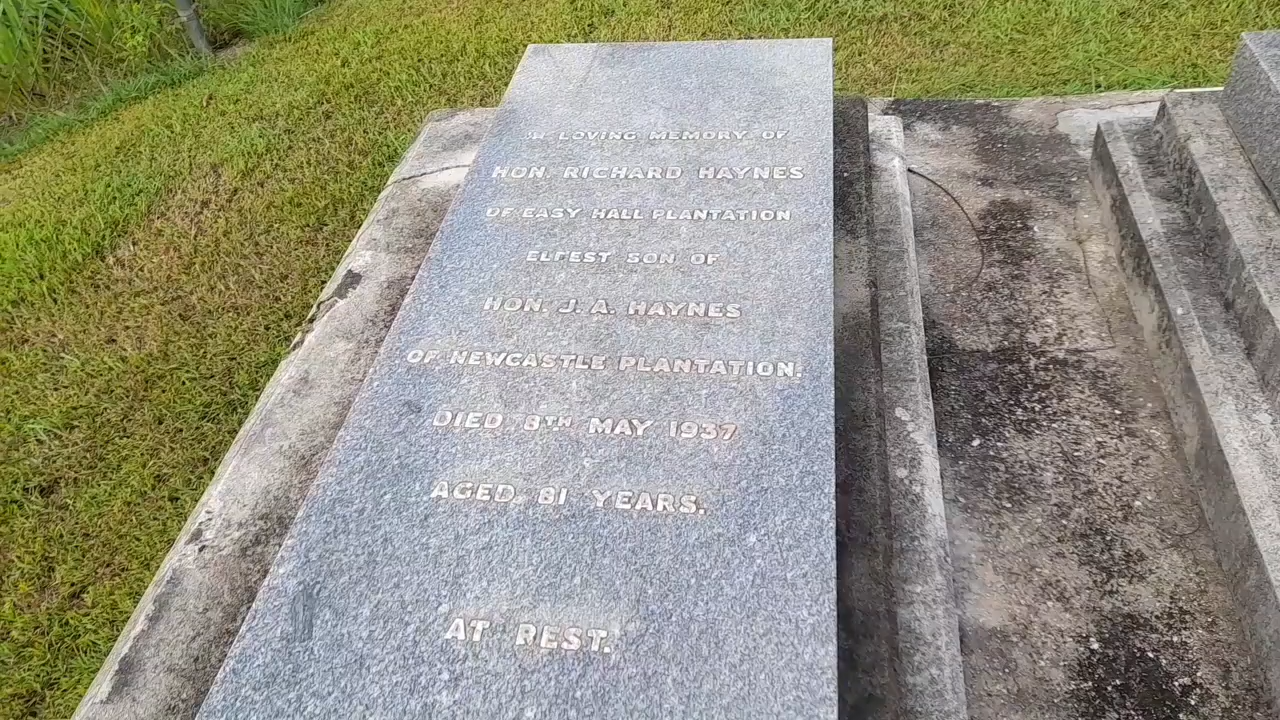 IN LOVING MEMORY OF
HON. RICHARD HAYNES
OF EASY HALL PLANTATION
ELDEST SON OF
HON. J. A. HAYNES
OF NEWCASTLE PLANTATION.
DIED 8TH MAY 1937
AGED 81 YEARS.
AT REST.